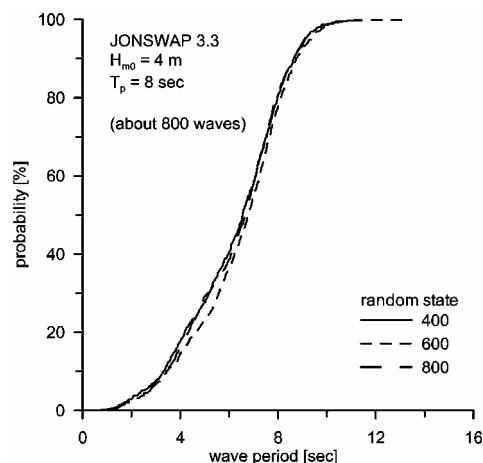 100
80
60
40
20
0
probability [%]
JONSWAP 3.3
Hm0 = 4 m
Tp = 8 sec
(about 800 waves)
random state
400
600
800
0 4 8 12 16
wave period [sec]